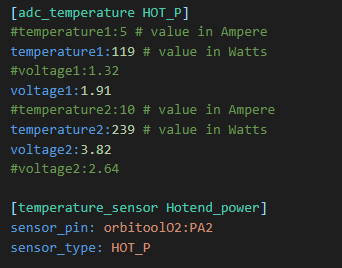 [adc_temperature HOT_P]
#temperature1:5 # value in Ampere
temperature1:119 # value in Watts
#voltage1:1.32
voltage1:1.91
#temperature2:10 # value in Ampere
temperature2:239 # value in Watts
voltage2:3.82
#voltage2:2.64
[temperature_sensor Hotend_power]
sensor_pin: orbitoolO2:PA2
sensor_type: HOT_P